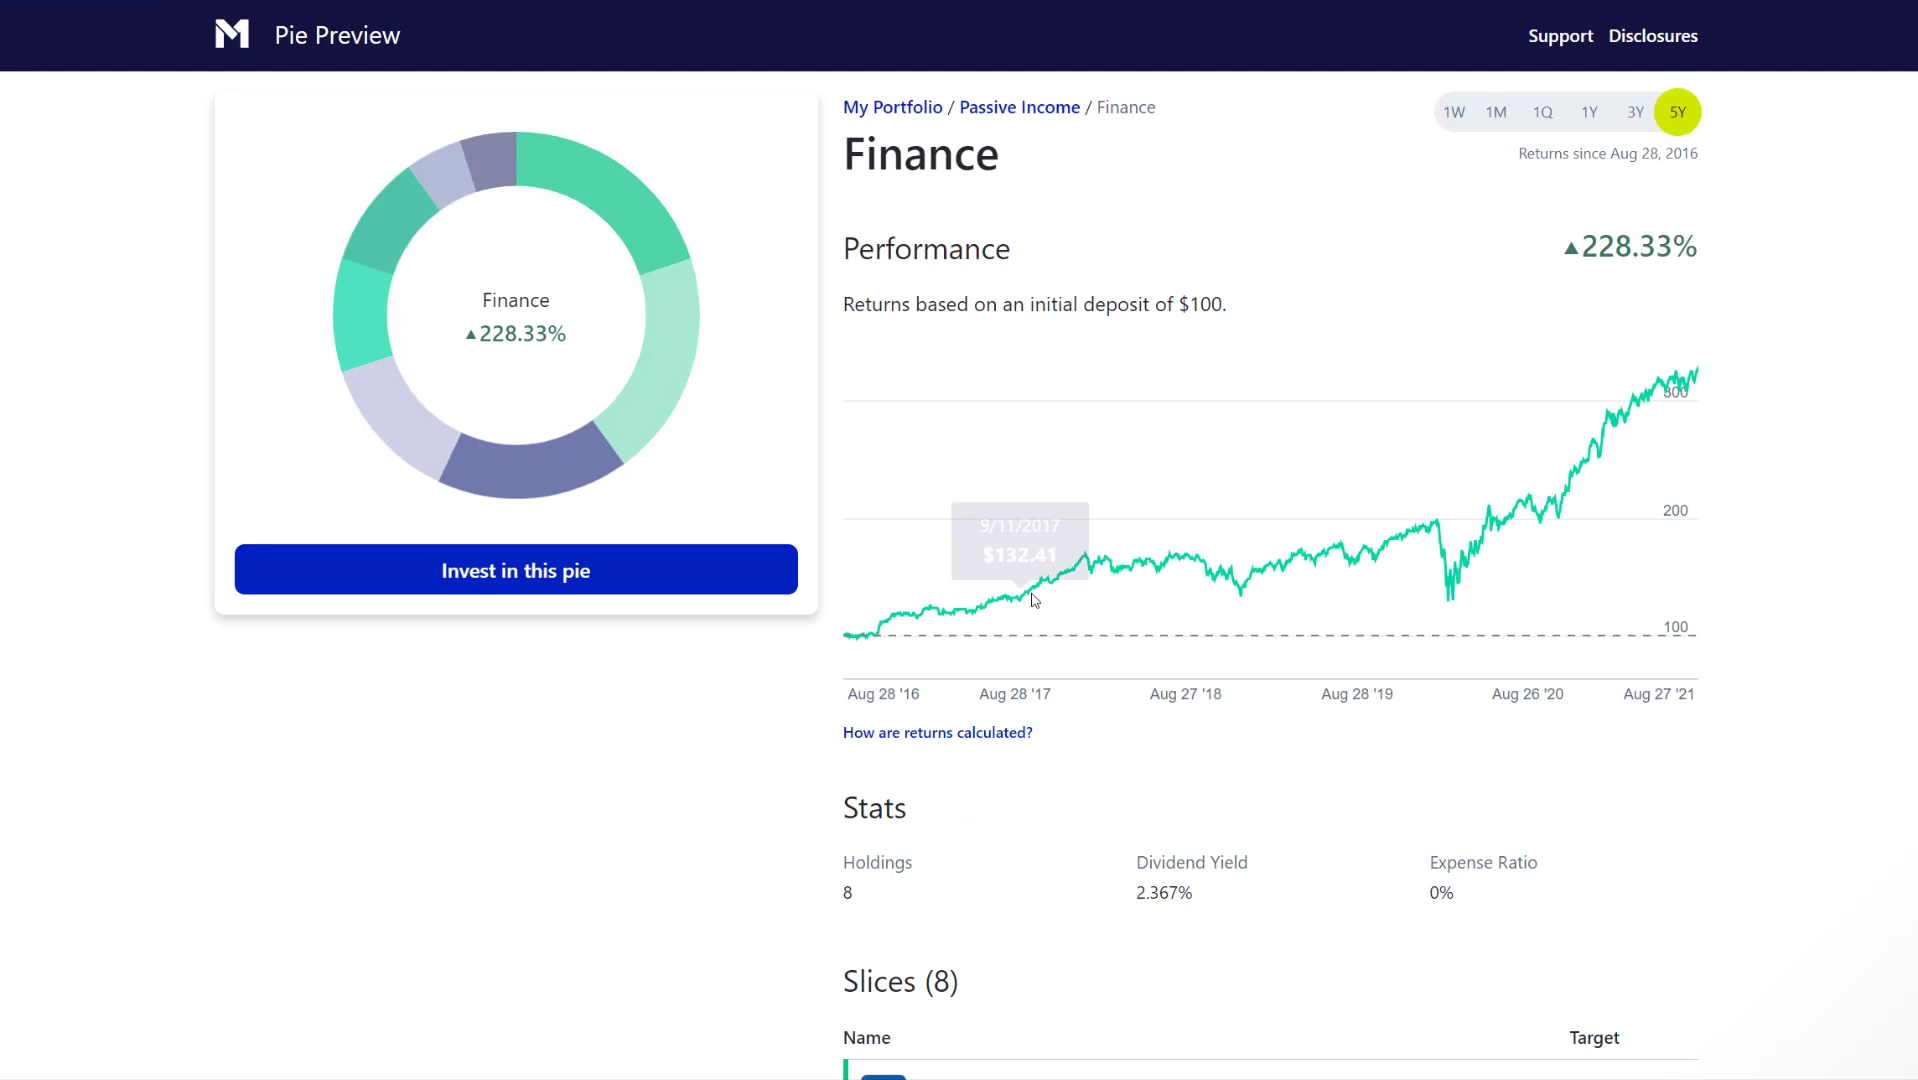 Pie Preview
Support Disclosures
Finance
▲228.33%
Invest in this pie
My Portfolio / Passive Income / Finance
1W 1M 1Q 1Y 3Y 5Y
Finance
Returns since Aug 28, 2016
Performance
▲228.33%
Returns based on an initial deposit of $100.
300
200
9/11/2017
$132.41
100
Aug 28 '16 Aug 28 '17 Aug 27 '18 Aug 28 '19 Aug 26 '20 Aug 27 '21
How are returns calculated?
Stats
Holdings Dividend Yield Expense Ratio
8 2.367% 0%
Slices (8)
Name Target